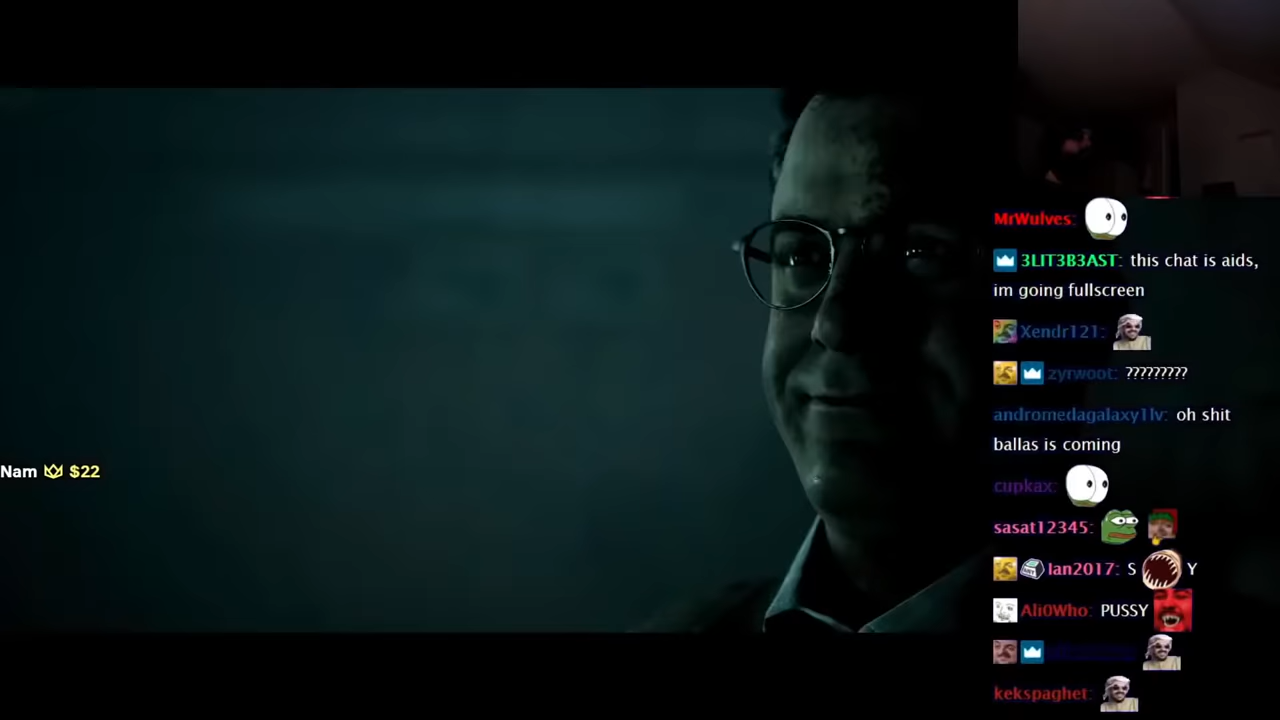 MrWulves:
3LIT3B3AST: this chat is aids,
im going fullscreen
Xendr121:
zyrwoot: ?????????
andromedagalaxy1lv: oh shit
ballas is coming
Nam $22
cupkax:
sasat12345:
Ian2017: S Y
Ali0Who: PUSSY
kekspaghet: